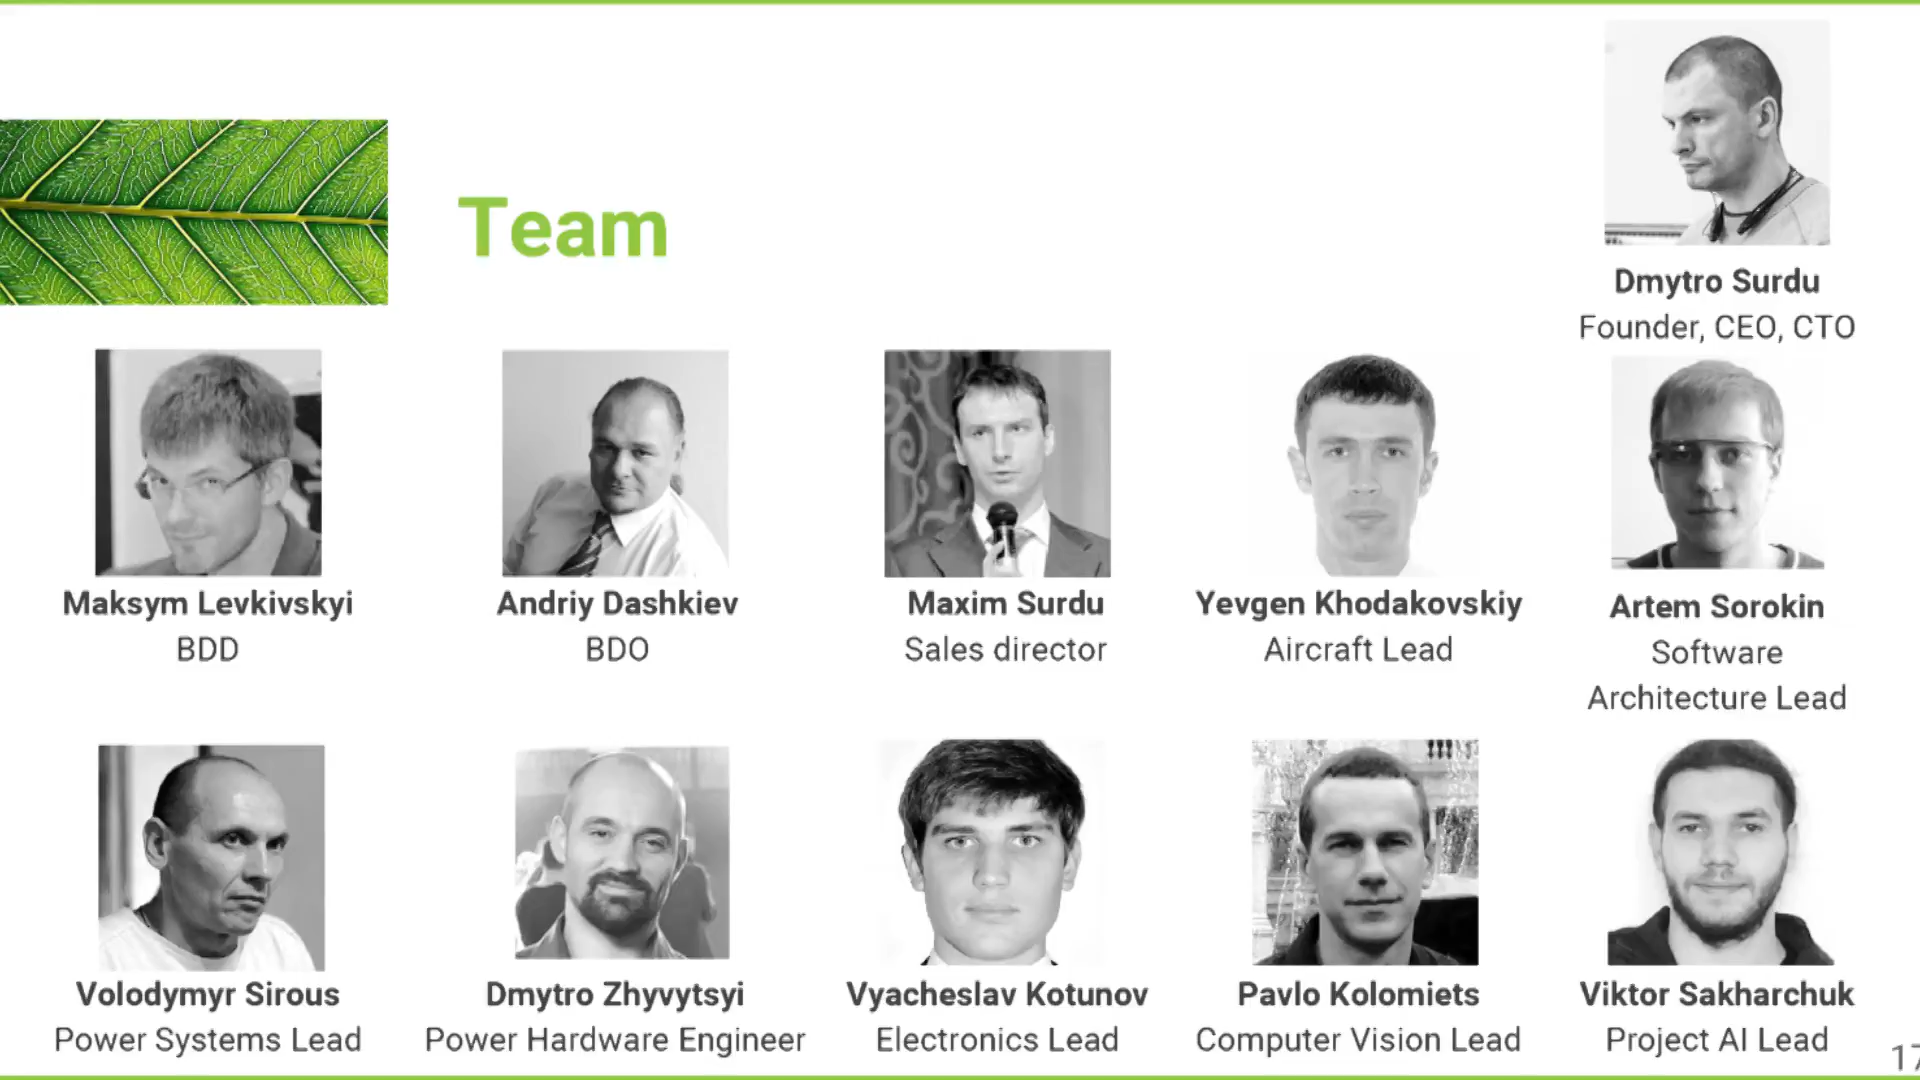 Team
Dmytro Surdu
Founder, CEO, CTO
Maksym Levkivskyi
BDD
Andriy Dashkiev
BDO
Maxim Surdu
Sales director
Yevgen Khodakovskiy
Aircraft Lead
Artem Sorokin
Software
Architecture Lead
Volodymyr Sirous
Power Systems Lead
Dmytro Zhyvytsyi
Power Hardware Engineer
Vyacheslav Kotunov
Electronics Lead
Pavlo Kolomiets
Computer Vision Lead
Viktor Sakharchuk
Project AI Lead
17